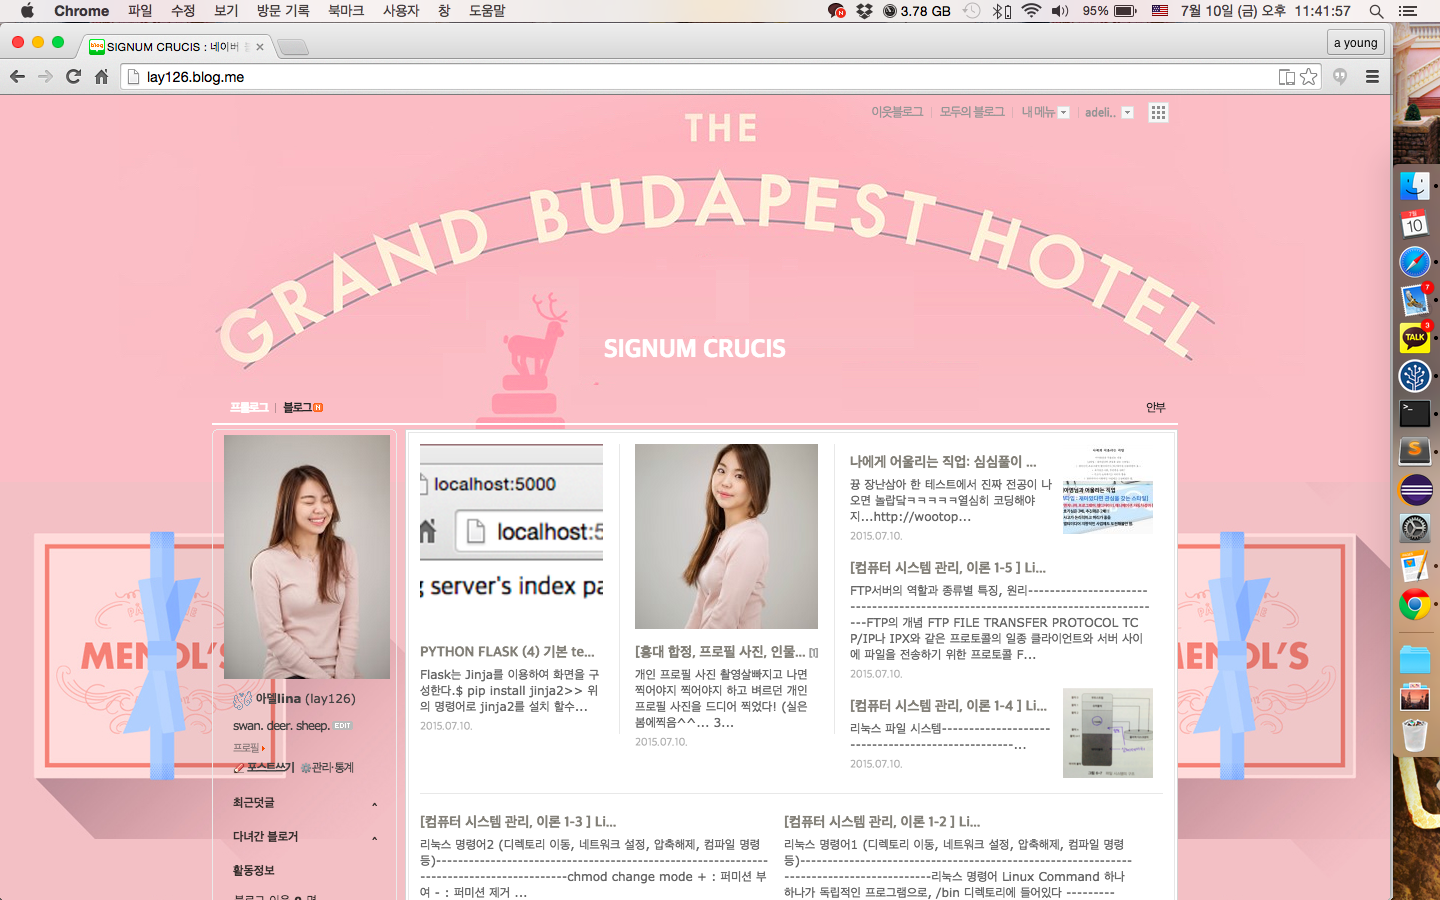 Chrome 파일 수정 보기 방문 기록 북마크 사용자 창 도움말 3.78 GB 95% 7월 10일 (금) 오후 11:41:57
SIGNUM CRUCIS : 네이버
a young
lay126.blog.me
이웃블로그 모두의 블로그 내 메뉴 adeli..
THE
GRAND BUDAPEST HOTEL
SIGNUM CRUCIS
프롤로그 블로그 N 안부
localhost:5000
localhost:5
g server's index pa
PYTHON FLASK (4) 기본 te...
Flask는 Jinja를 이용하여 화면을 구
성한다.$ pip install jinja2>> 위
의 명령어로 jinja2를 설치 할수...
2015.07.10.
[홍대 합정, 프로필 사진, 인물... [1]
개인 프로필 사진 촬영살빠지고 나면
찍어야지 찍어야지 하고 벼르던 개인
프로필 사진을 드디어 찍었다! (실은
봄에찍음^^... 3...
2015.07.10.
나에게 어울리는 직업: 심심풀이 ...
끙 장난삼아 한 테스트에서 진짜 전공이 나
오면 놀랍닼ㅋㅋㅋㅋㅋ열심히 코딩해야
지...http://wootop...
2015.07.10.
[컴퓨터 시스템 관리, 이론 1-5 ] Li...
FTP서버의 역할과 종류별 특징, 원리-----------------------
----------------------------------------------------------
---FTP의 개념 FTP FILE TRANSFER PROTOCOL TC
P/IP나 IPX와 같은 프로토콜의 일종 클라이언트와 서버 사이
에 파일을 전송하기 위한 프로토콜 F...
2015.07.10.
[컴퓨터 시스템 관리, 이론 1-4 ] Li...
리눅스 파일 시스템---------------------
--------------------------------...
2015.07.10.
MENDL'S
아델lina (lay126)
swan. deer. sheep. EDIT
프로필
포스트쓰기 관리·통계
최근덧글
다녀간 블로거
활동정보
블로그 이웃 9 명
[컴퓨터 시스템 관리, 이론 1-3 ] Li...
리눅스 명령어2 (디렉토리 이동, 네트워크 설정, 압축해제, 컴파일 명령
등)----------------------------------------------------------------
----------------------------chmod change mode + : 퍼미션 부
여 - : 퍼미션 제거 ...
[컴퓨터 시스템 관리, 이론 1-2 ] Li...
리눅스 명령어1 (디렉토리 이동, 네트워크 설정, 압축해제, 컴파일 명령
등)----------------------------------------------------------------
----------------------------리눅스 명령어 Linux Command 하나
하나가 독립적인 프로그램으로, /bin 디렉토리에 들어있다 ---------
7월
10
7
TALK
3